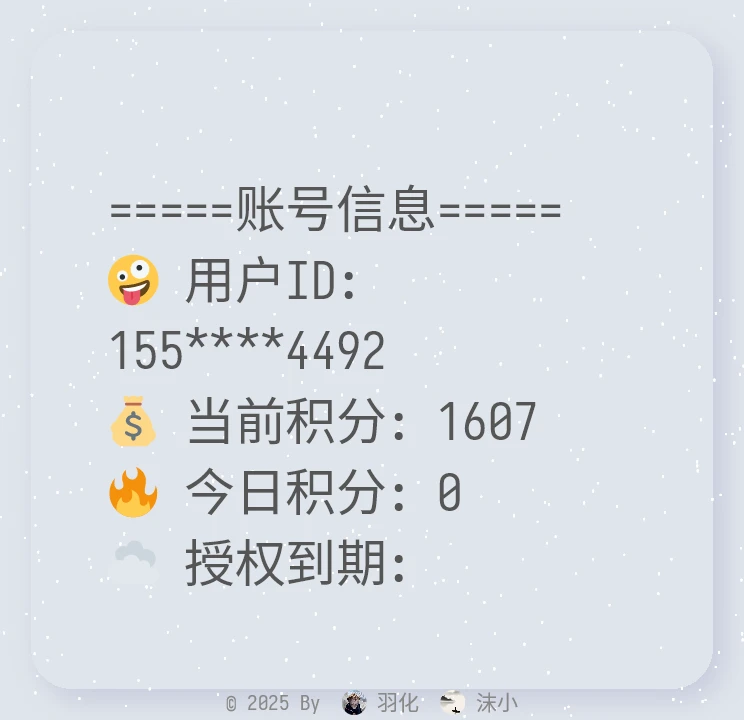 =====账号信息=====
🤪 用户ID:
155****4492
💰 当前积分: 1607
🔥 今日积分: 0
☁️ 授权到期:
© 2025 By 羽化 沫小